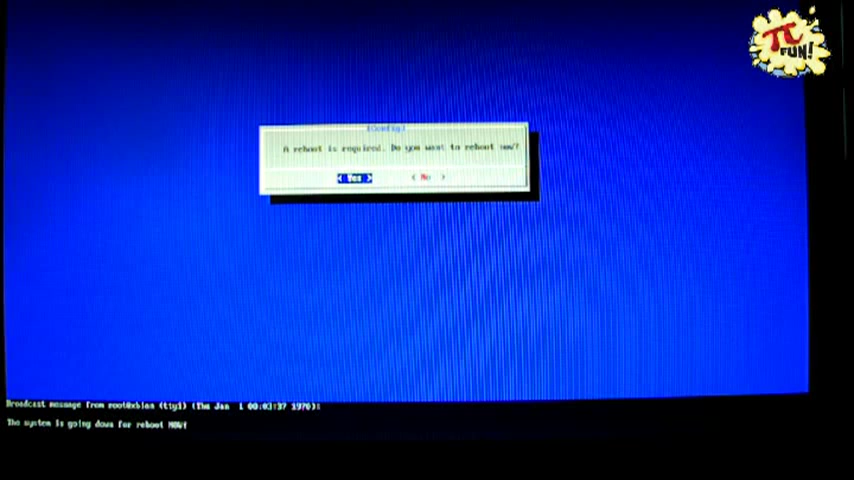 π FUN!
[Config]
A reboot is required. Do you want to reboot now?
< Yes > < No >
Broadcast message from root@xbian (tty1) (Thu Jan 1 00:03:37 1970):
The system is going down for reboot NOW!